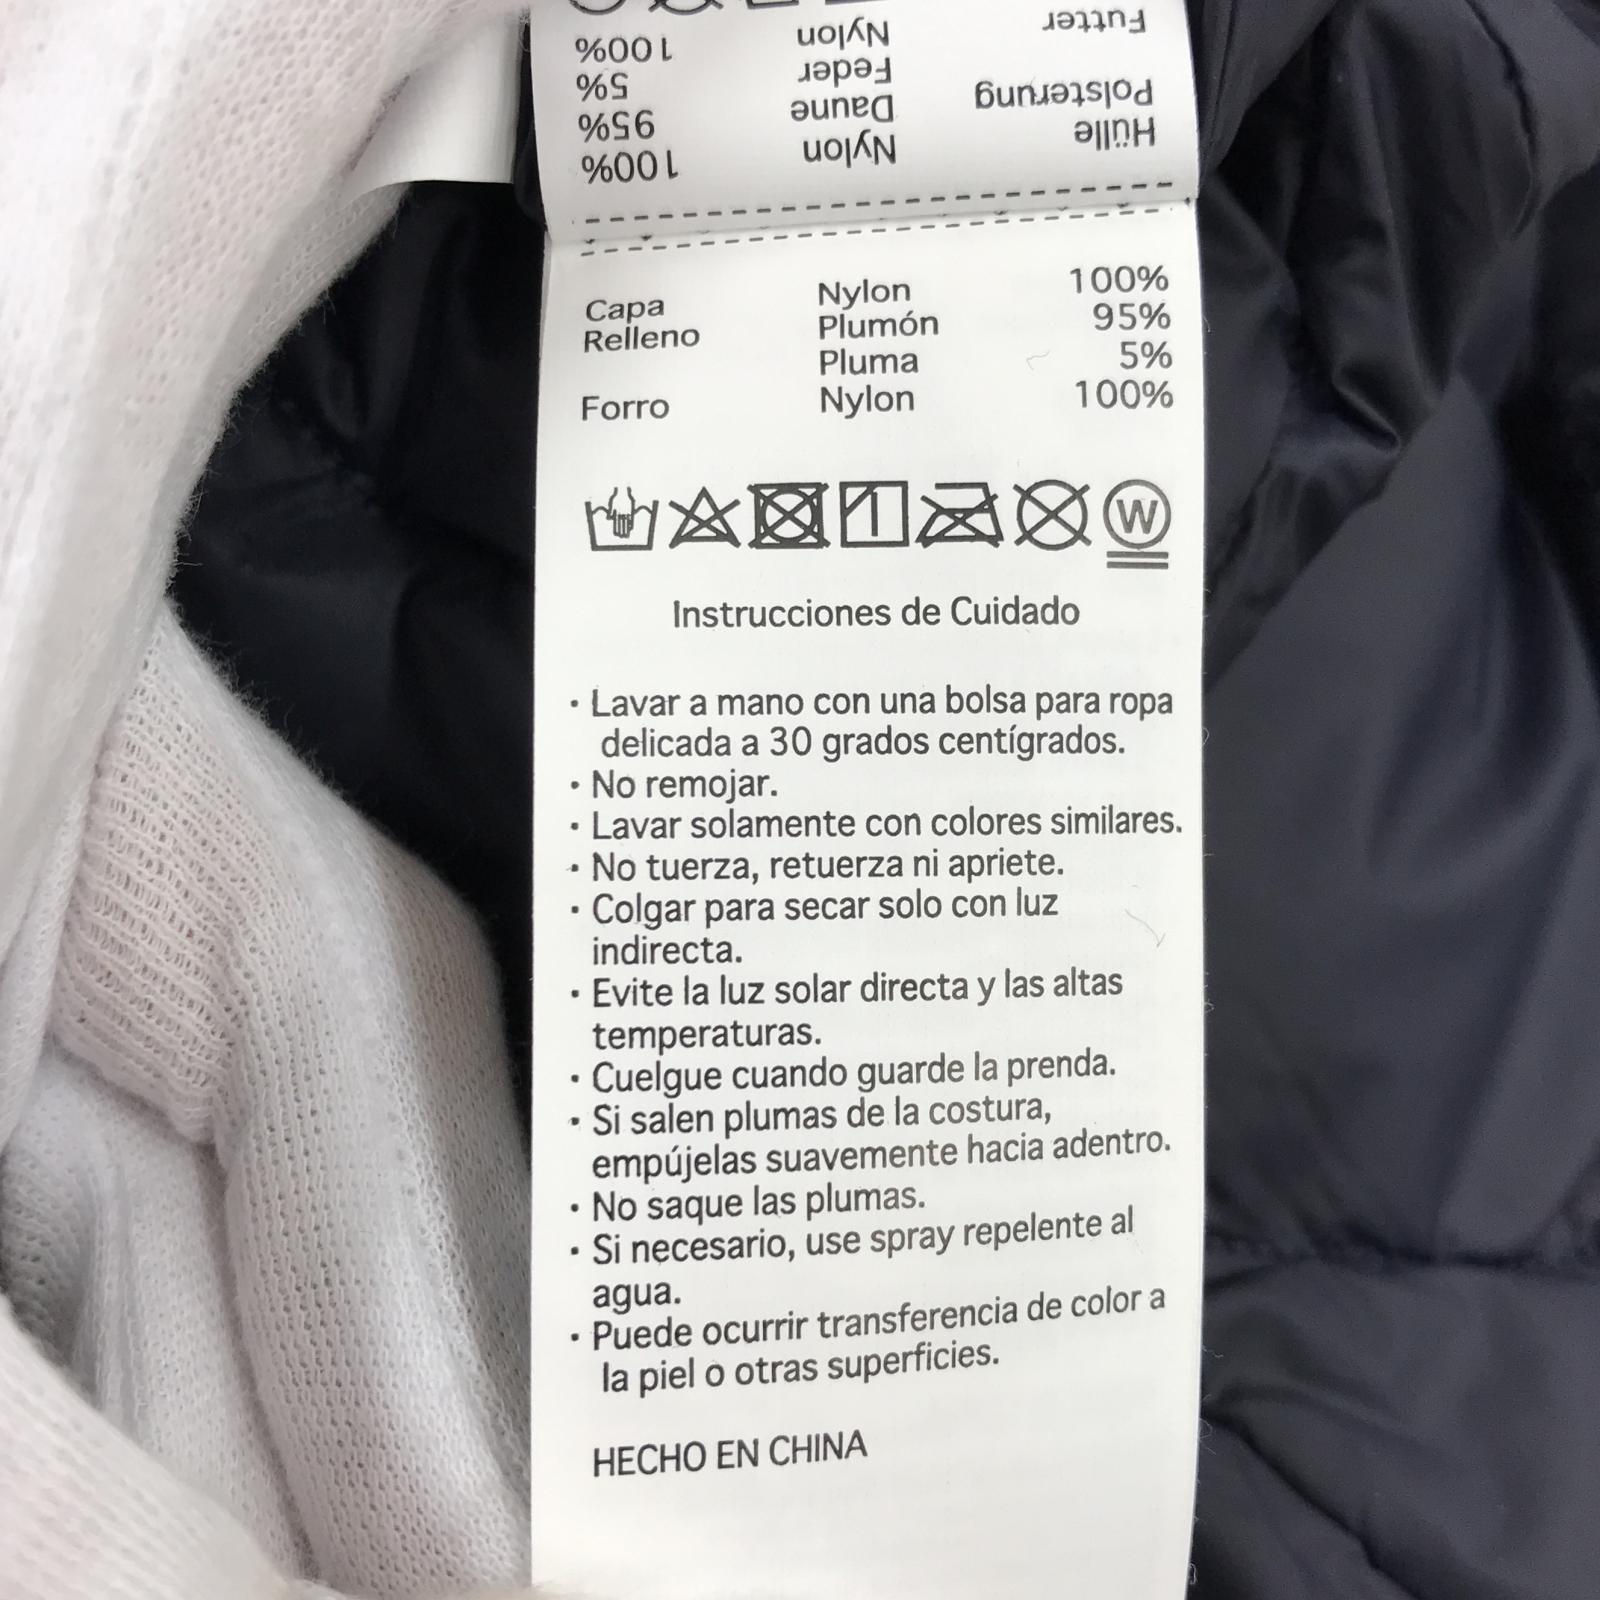 Hülle Nylon 100%
Polsterung Daune 95%
Feder 5%
Futter Nylon 100%
Capa Nylon 100%
Relleno Plumón 95%
Pluma 5%
Forro Nylon 100%
W
Instrucciones de Cuidado
· Lavar a mano con una bolsa para ropa
delicada a 30 grados centígrados.
· No remojar.
· Lavar solamente con colores similares.
· No tuerza, retuerza ni apriete.
· Colgar para secar solo con luz
indirecta.
· Evite la luz solar directa y las altas
temperaturas.
· Cuelgue cuando guarde la prenda.
· Si salen plumas de la costura,
empújelas suavemente hacia adentro.
· No saque las plumas.
· Si necesario, use spray repelente al
agua.
· Puede ocurrir transferencia de color a
la piel o otras superficies.
HECHO EN CHINA